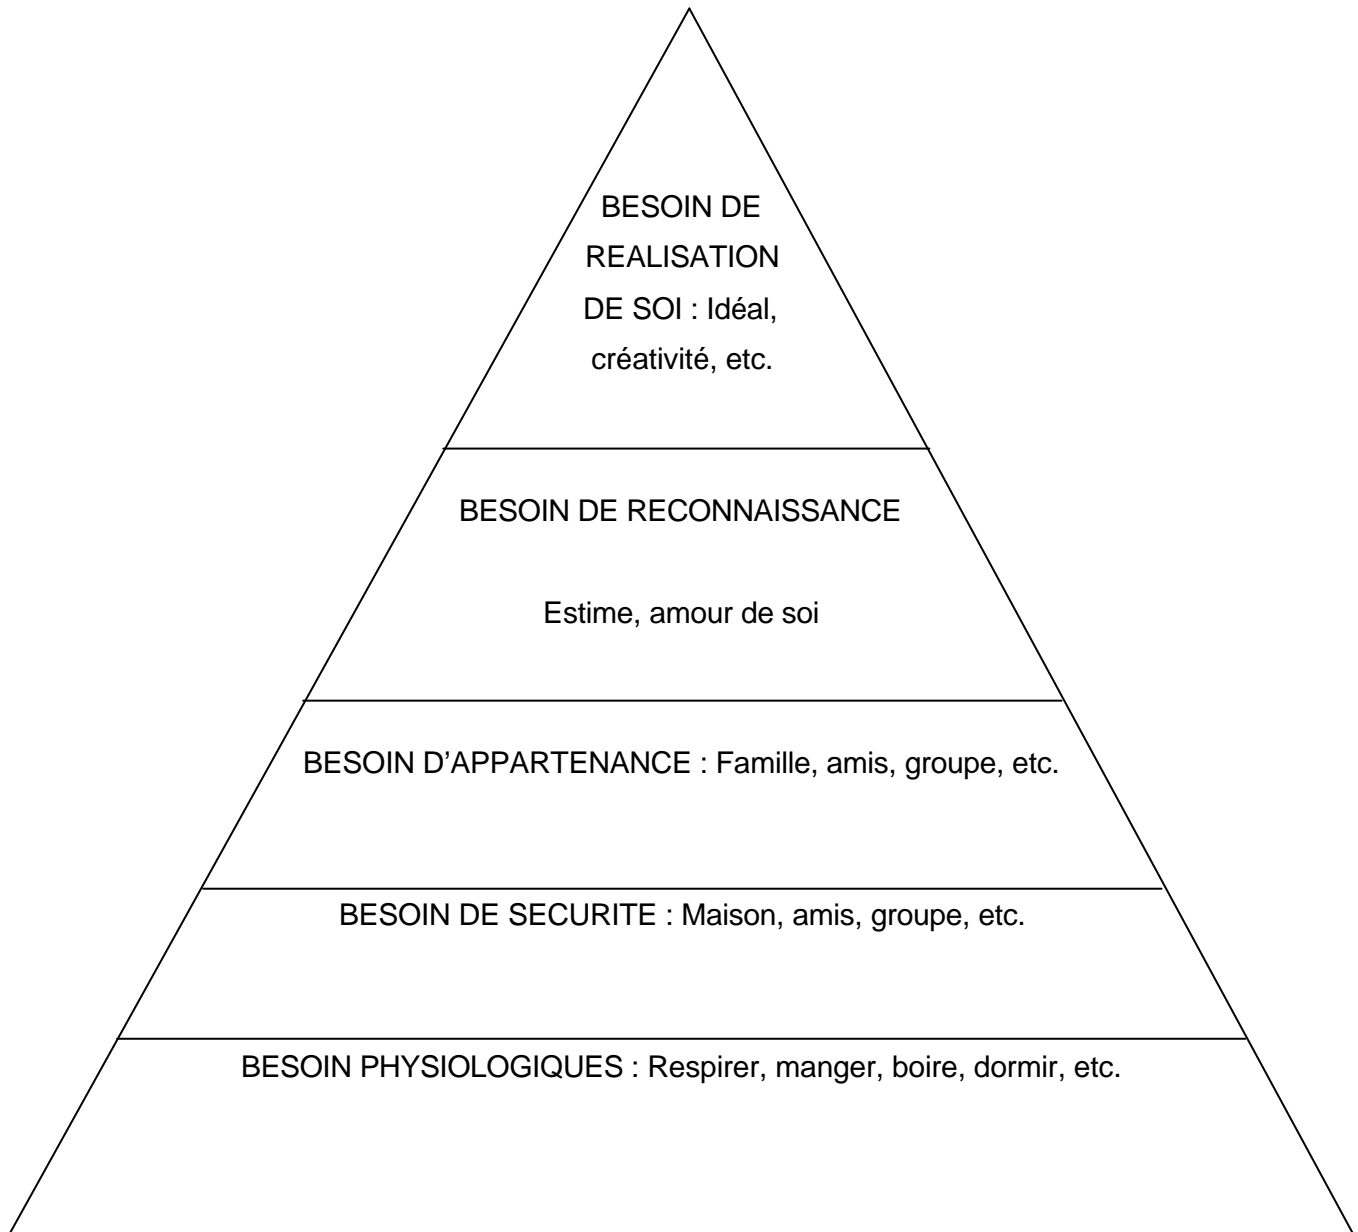 BESOIN DE
REALISATION
DE SOI : Idéal,
créativité, etc.
BESOIN DE RECONNAISSANCE
Estime, amour de soi
BESOIN D’APPARTENANCE : Famille, amis, groupe, etc.
BESOIN DE SECURITE : Maison, amis, groupe, etc.
BESOIN PHYSIOLOGIQUES : Respirer, manger, boire, dormir, etc.